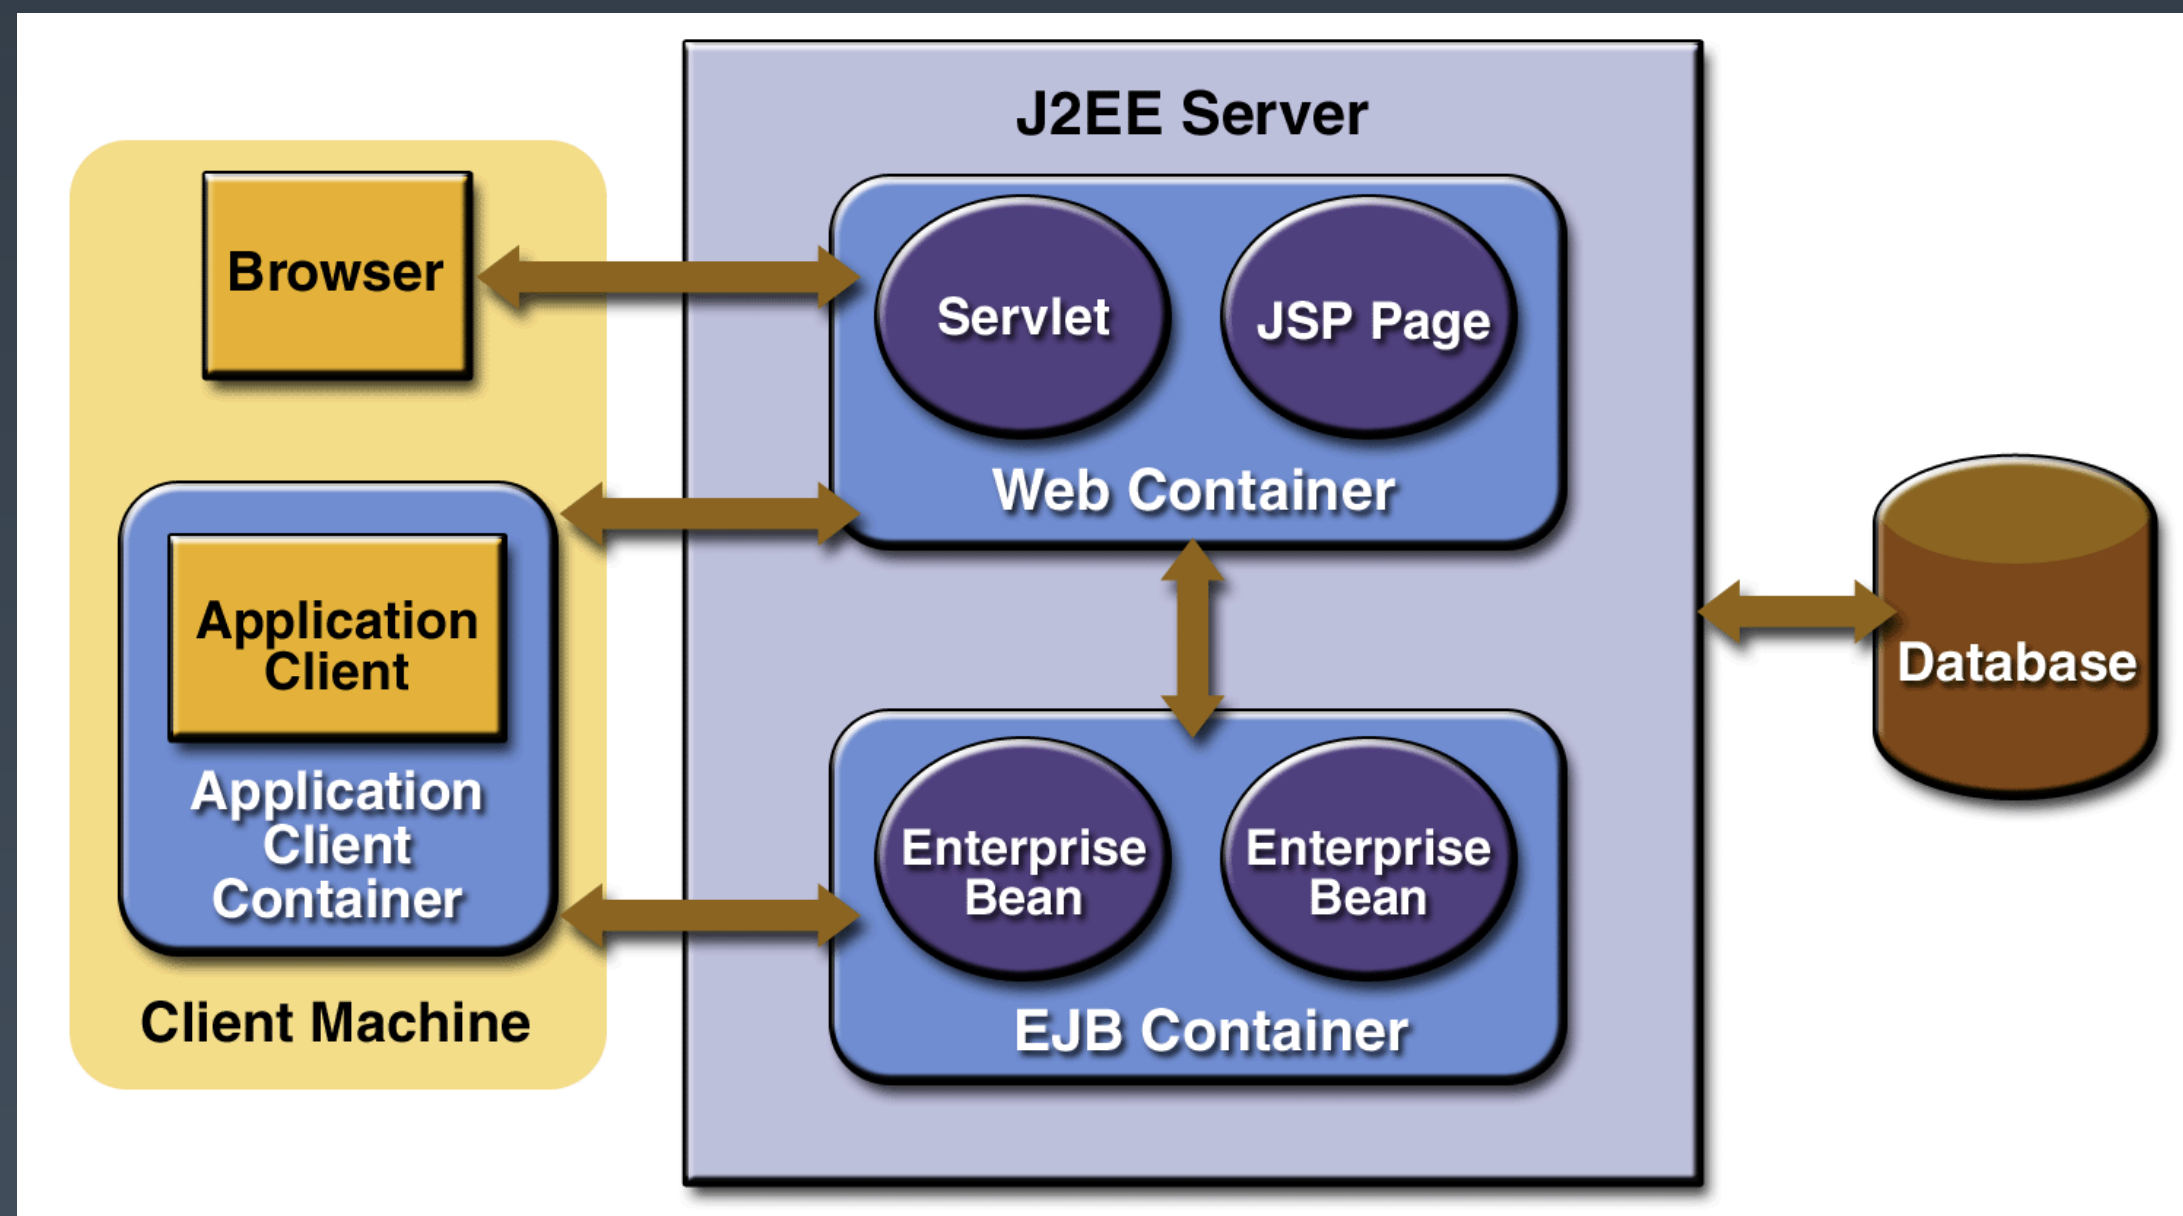 J2EE Server
Browser
Servlet
JSP Page
Web Container
Application
Client
Application
Client
Container
Client Machine
Enterprise
Bean
Enterprise
Bean
EJB Container
Database